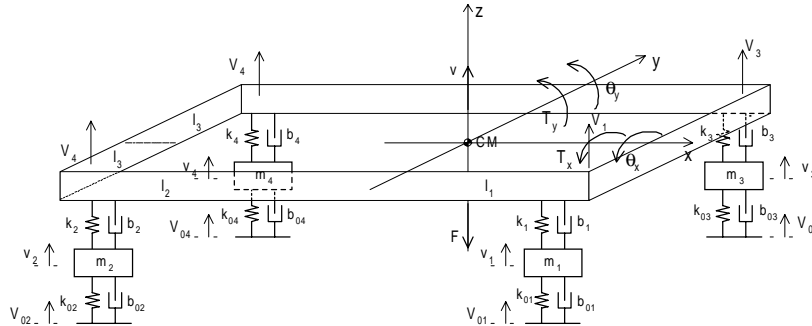 z
V₃
V₄
v
y
θy
V₄
Ty
V₁
l₃
k₄
b₄
k₃
b₃
CM
l₃
Tx
θx
x
v₄
m₄
m₃
l₂
l₁
k₀₄
b₀₄
k₀₃
b₀₃
V₀₄
k₂
b₂
F
k₁
b₁
v₂
m₂
v₁
m₁
k₀₂
b₀₂
k₀₁
b₀₁
V₀₂
V₀₁